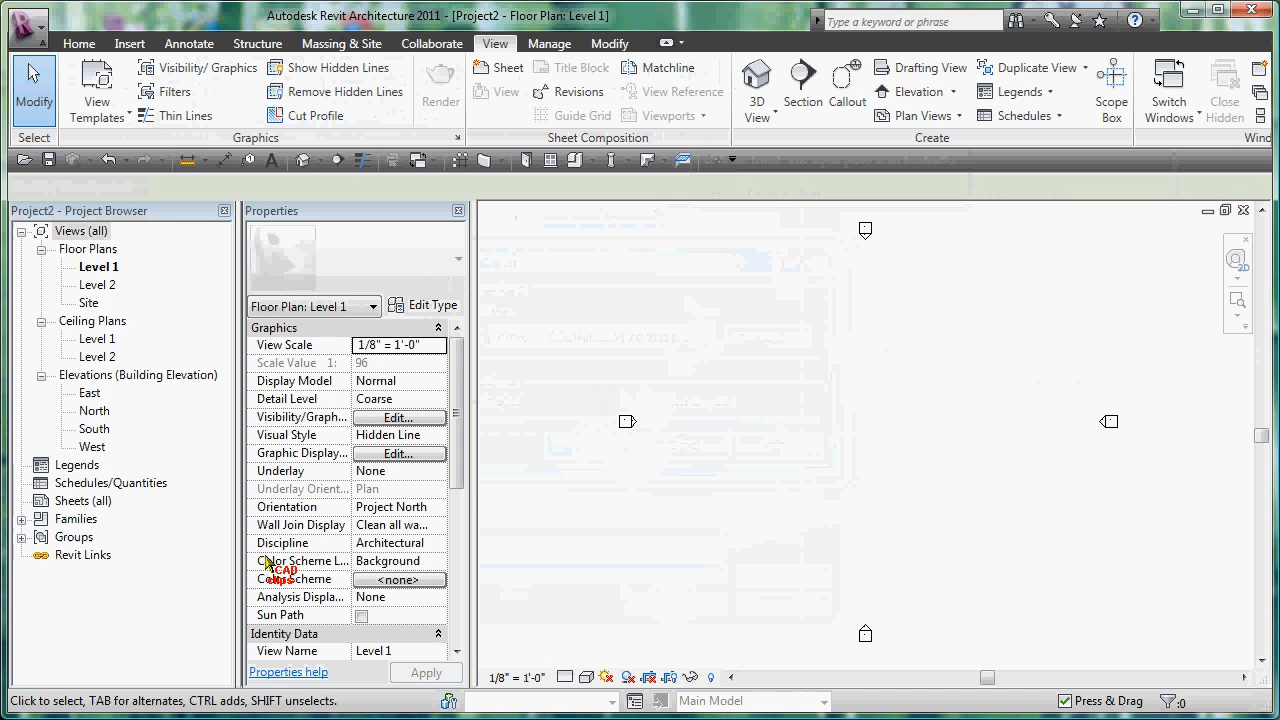 Autodesk Revit Architecture 2011 - [Project2 - Floor Plan: Level 1]
Type a keyword or phrase
Home Insert Annotate Structure Massing & Site Collaborate View Manage Modify
Modify
View Templates
Visibility/ Graphics
Filters
Thin Lines
Show Hidden Lines
Remove Hidden Lines
Cut Profile
Render
Sheet
View
Title Block
Revisions
Guide Grid
Matchline
View Reference
Viewports
3D View
Section
Callout
Drafting View
Elevation
Plan Views
Duplicate View
Legends
Schedules
Scope Box
Switch Windows
Close Hidden
Select
Graphics
Sheet Composition
Create
Wind
Project2 - Project Browser
Views (all)
Floor Plans
Level 1
Level 2
Site
Ceiling Plans
Level 1
Level 2
Elevations (Building Elevation)
East
North
South
West
Legends
Schedules/Quantities
Sheets (all)
Families
Groups
Revit Links
Properties
Floor Plan: Level 1
Edit Type
Graphics
View Scale 1/8" = 1'-0"
Scale Value 1: 96
Display Model Normal
Detail Level Coarse
Visibility/Graph... Edit...
Visual Style Hidden Line
Graphic Display... Edit...
Underlay None
Underlay Orient... Plan
Orientation Project North
Wall Join Display Clean all wa...
Discipline Architectural
Color Scheme L... Background
Color Scheme <none>
CAD
clips
Analysis Displa... None
Sun Path
Identity Data
View Name Level 1
Properties help
Apply
2D
1/8" = 1'-0"
Click to select, TAB for alternates, CTRL adds, SHIFT unselects.
Main Model
Press & Drag
:0